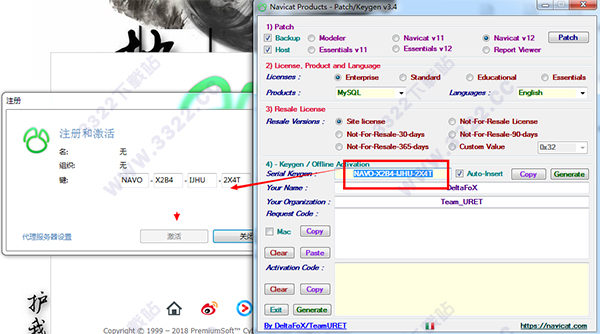 Navicat Products - Patch/Keygen v3.4
1) Patch
Backup Modeler Navicat v11 Navicat v12 Patch
Host Essentials v11 Essentials v12 Report Viewer
2) License, Product and Language
Licenses : Enterprise Standard Educational Essentials
Products : MySQL Languages : English
3) Resale License
Resale Versions : Site license Not-For-Resale License
Not-For-Resale-30-days Not-For-Resale-90-days
Not-For-Resale-365-days Custom Value 0x32
4) - Keygen / Offline Activation
Serial Keygen : NAVO-X2B4-IJHU-2X4T Auto-Insert Copy Generate
Your Name : DeltaFoX
Your Organization : Team_URET
Request Code :
Mac Copy
Clear Paste
Activation Code :
Clear Copy
Exit Generate
By DeltaFoX/TeamURET https://navicat.com
注册
注册和激活
名: 无
组织: 无
键: NAVO - X2B4 - IJHU - 2X4T
代理服务器设置 激活 关闭
护
我
Copyright © 1999 – 2018 PremiumSoft™ Cy
WWW.3322.CC
3322下载站